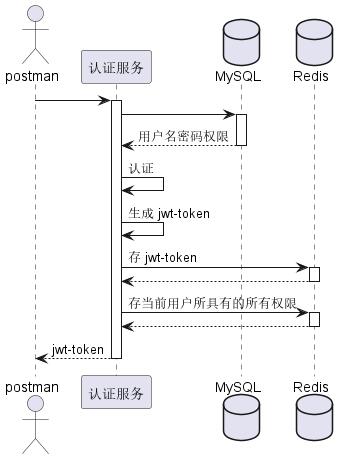 postman
认证服务
MySQL
Redis
用户名密码权限
认证
生成 jwt-token
存 jwt-token
存当前用户所具有的所有权限
jwt-token
postman
认证服务
MySQL
Redis